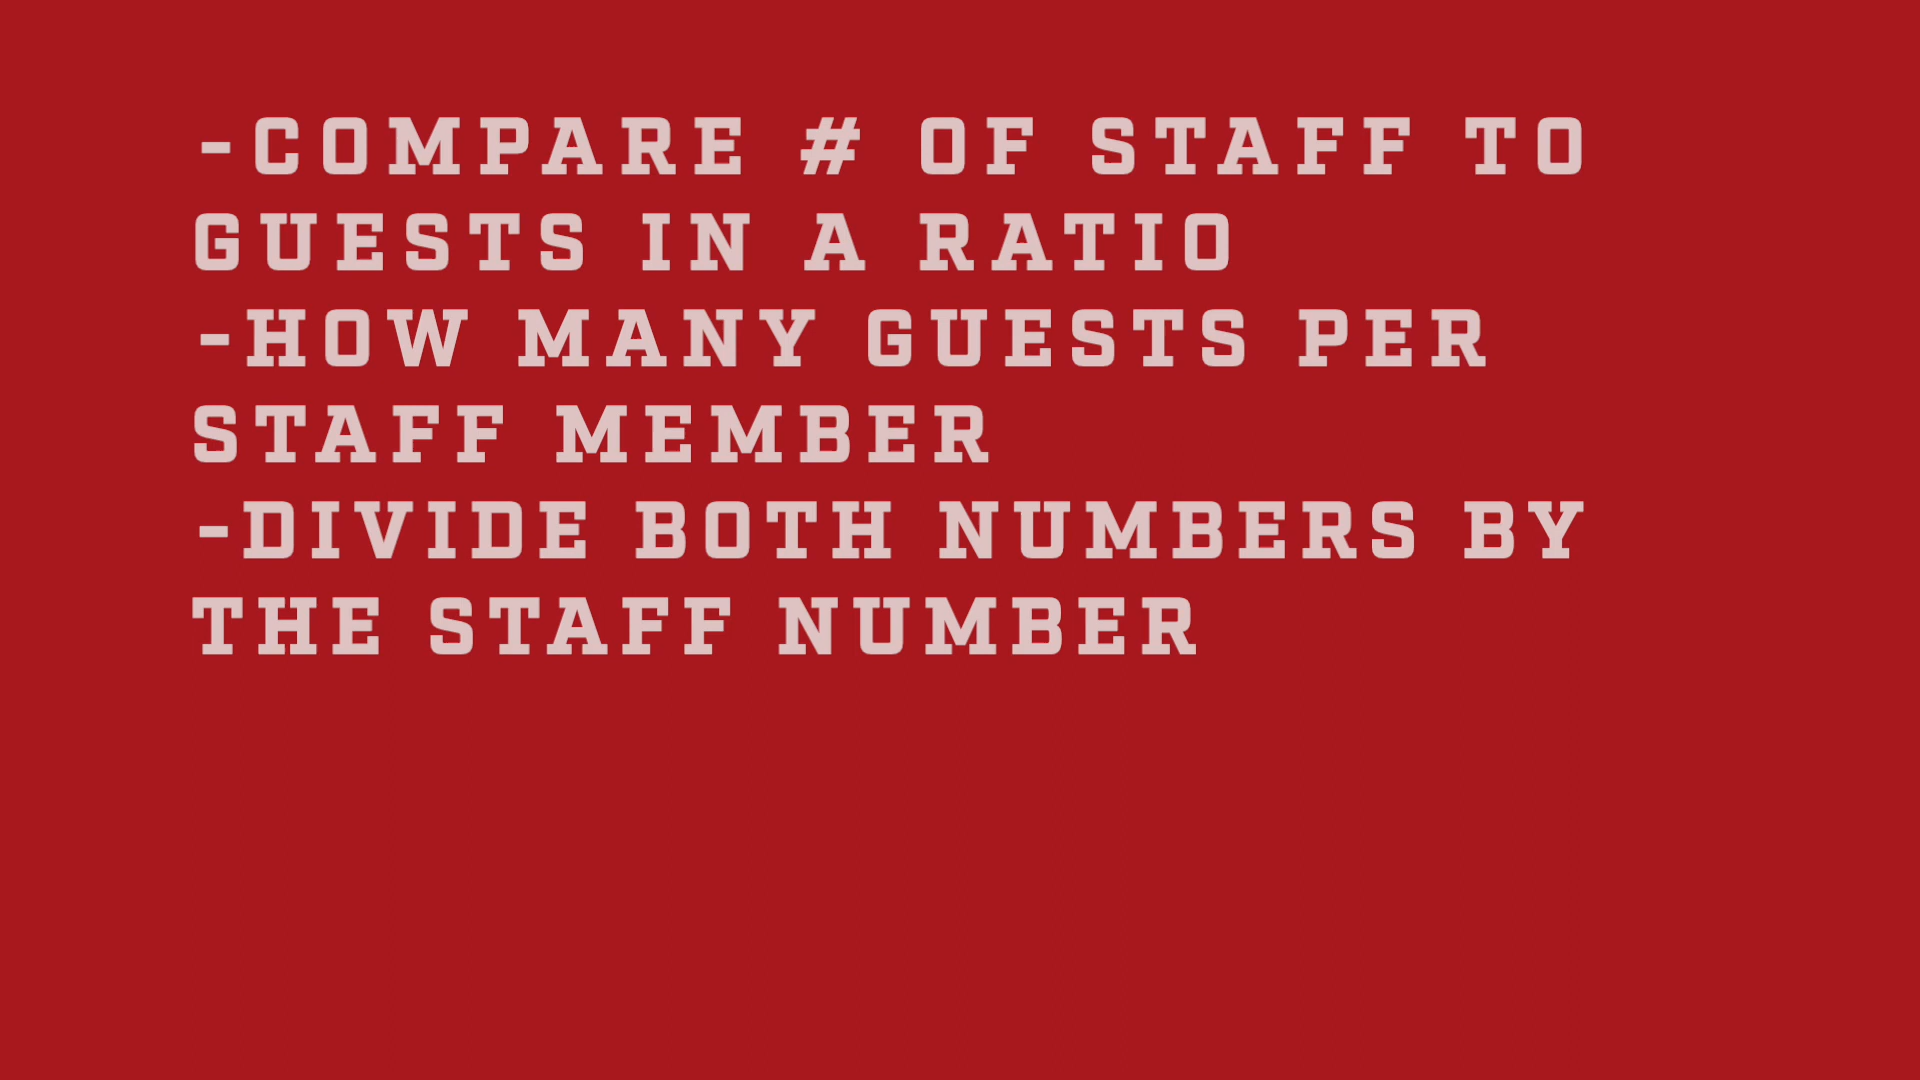 -COMPARE # OF STAFF TO
GUESTS IN A RATIO
-HOW MANY GUESTS PER
STAFF MEMBER
-DIVIDE BOTH NUMBERS BY
THE STAFF NUMBER